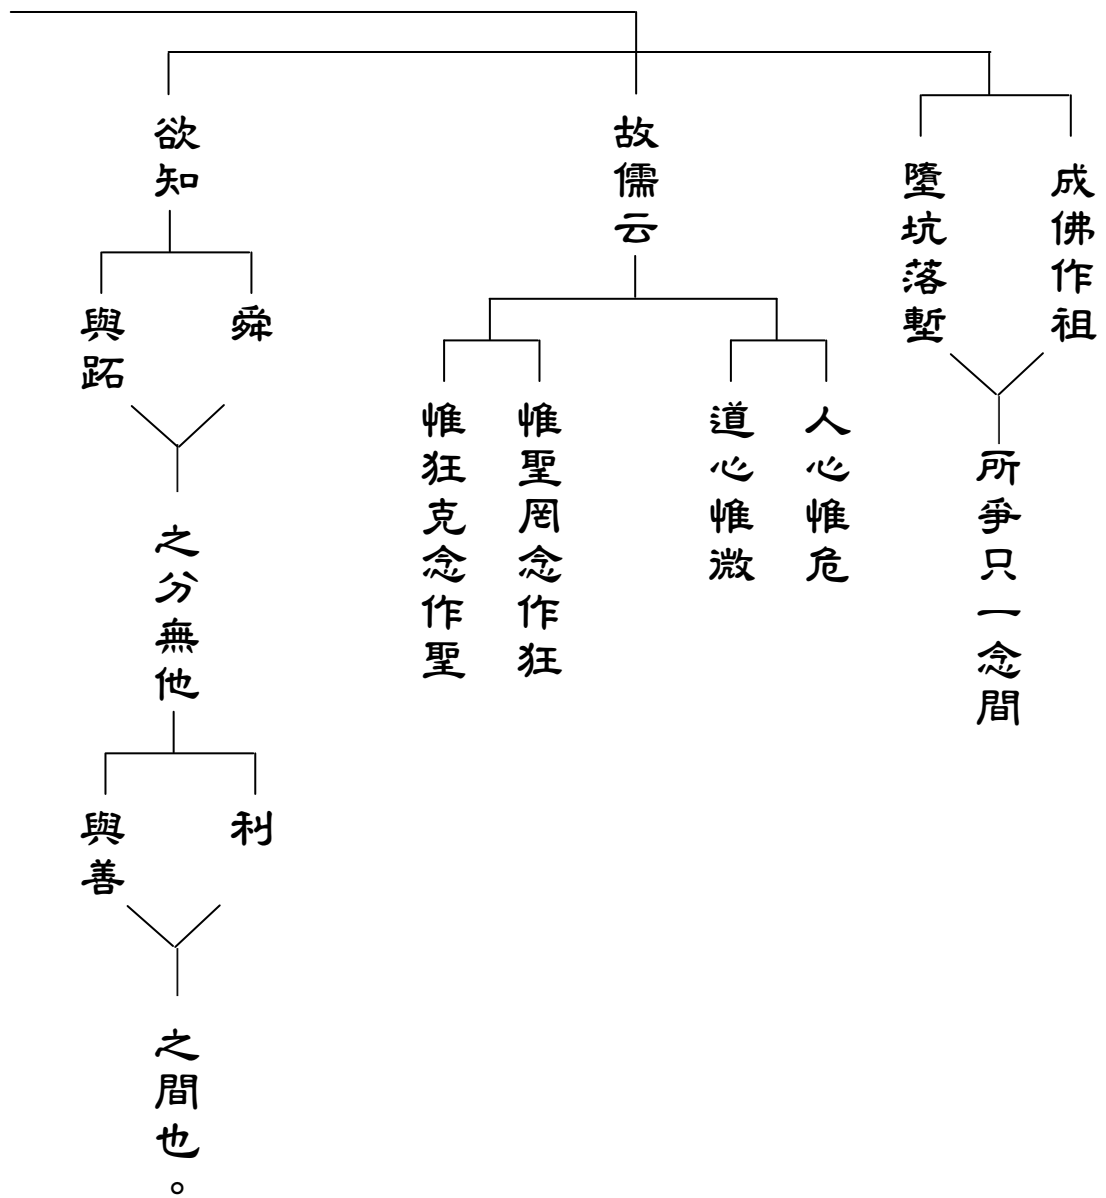 成佛作祖
墮坑落塹
所爭只一念間
故儒云
人心惟危
道心惟微
惟聖罔念作狂
惟狂克念作聖
欲知
舜
與跖
之分無他
利
與善
之間也。